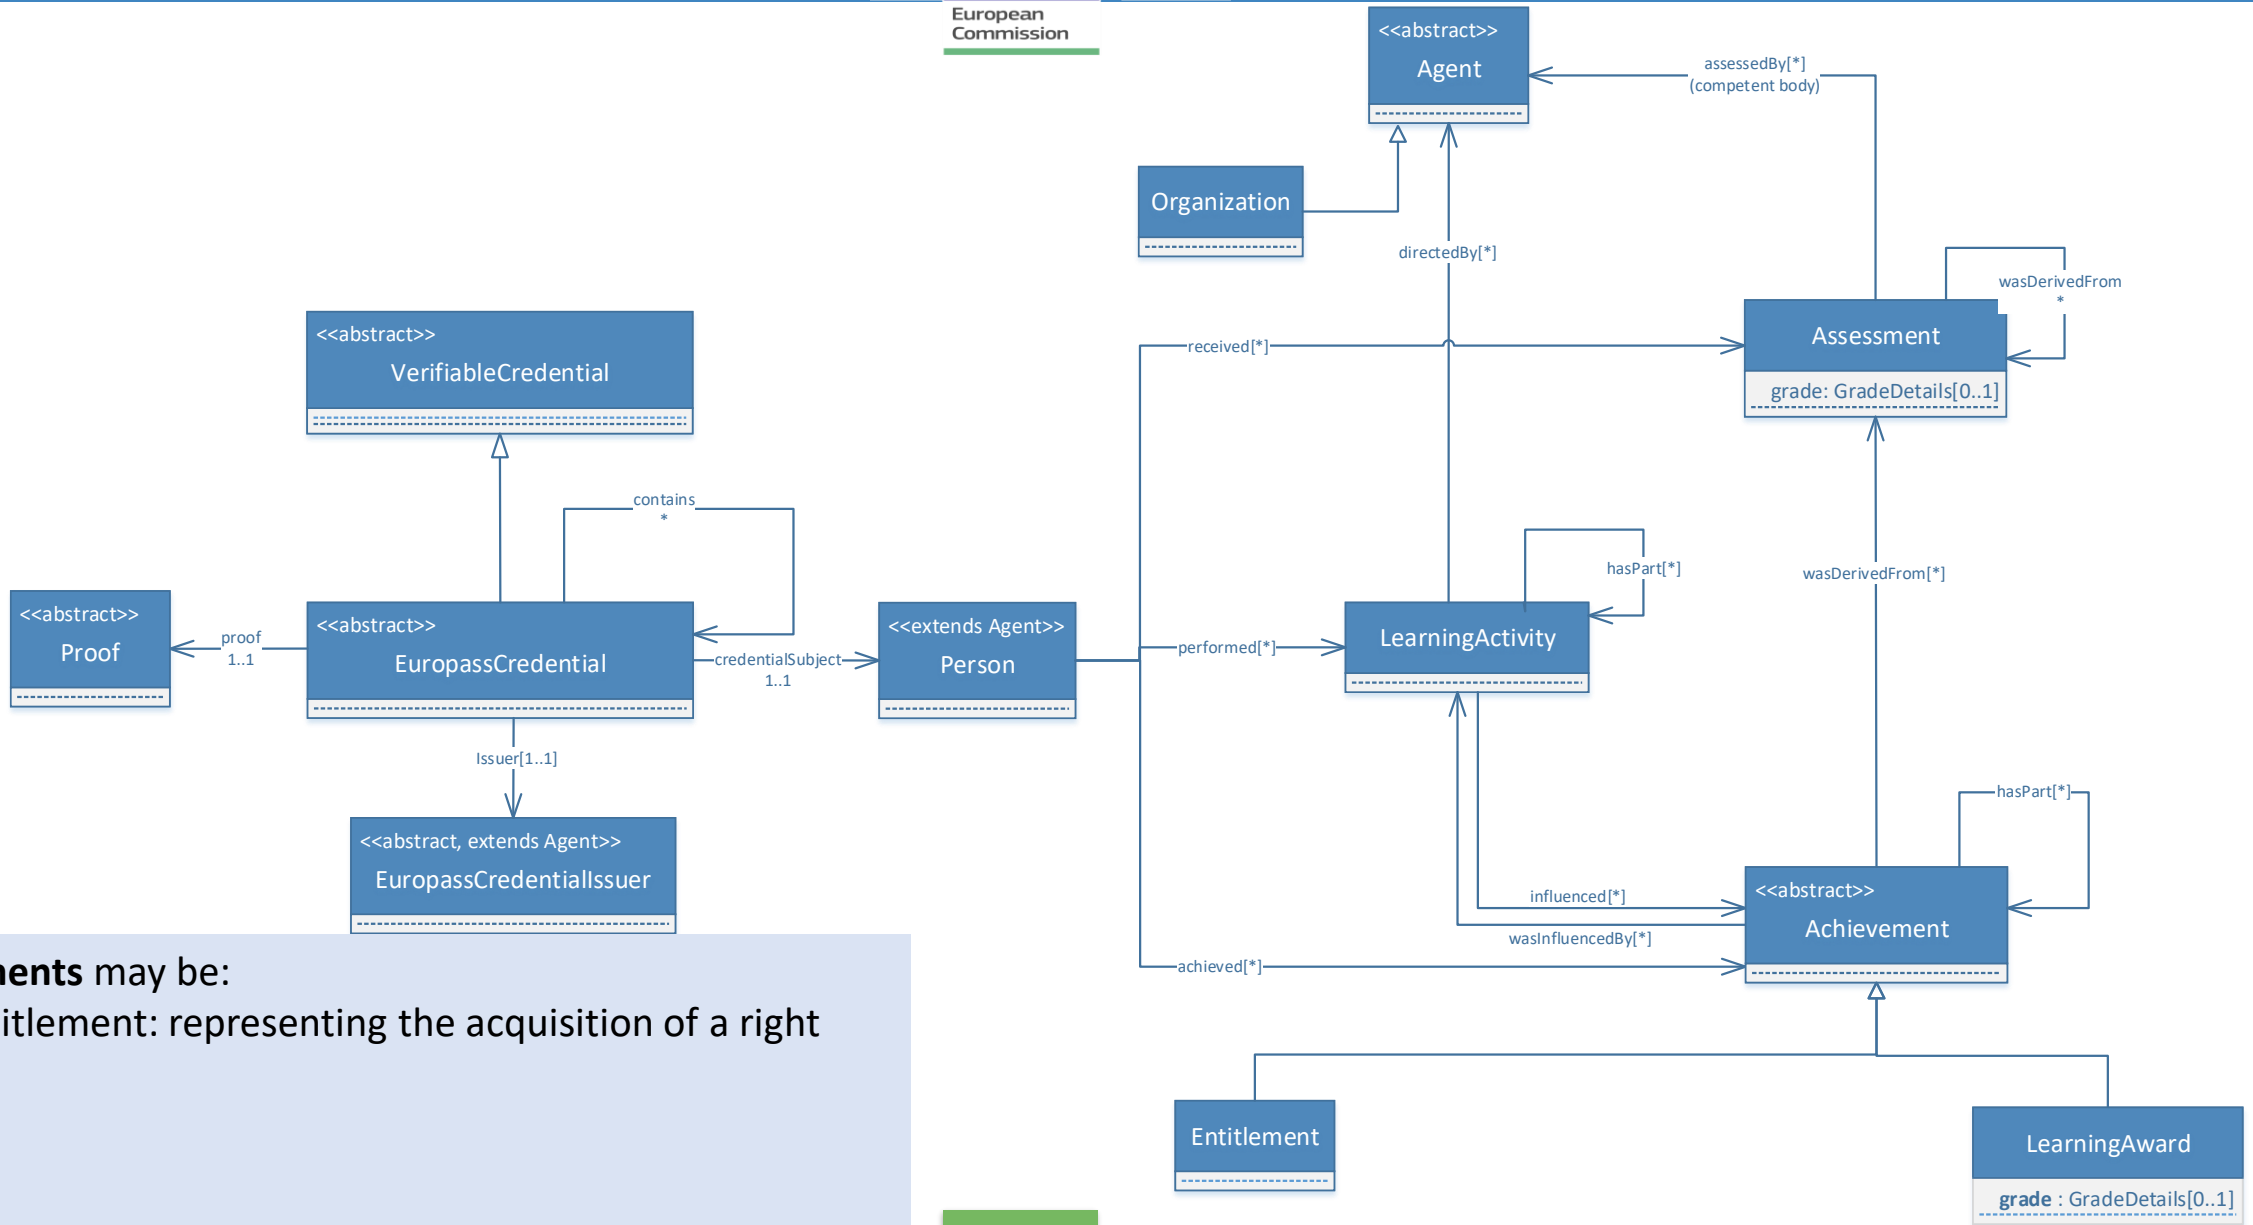 European
Commission
<<abstract>>
Agent
assessedBy[*]
(competent body)
Organization
directedBy[*]
wasDerivedFrom
*
<<abstract>>
VerifiableCredential
received[*]
Assessment
grade: GradeDetails[0..1]
contains
*
hasPart[*]
wasDerivedFrom[*]
<<abstract>>
Proof
proof
1..1
<<abstract>>
EuropassCredential
credentialSubject
1..1
<<extends Agent>>
Person
performed[*]
LearningActivity
Issuer[1..1]
hasPart[*]
<<abstract, extends Agent>>
EuropassCredentialIssuer
influenced[*]
<<abstract>>
Achievement
wasInfluencedBy[*]
achieved[*]
ments may be:
itlement: representing the acquisition of a right
Entitlement
LearningAward
grade : GradeDetails[0..1]